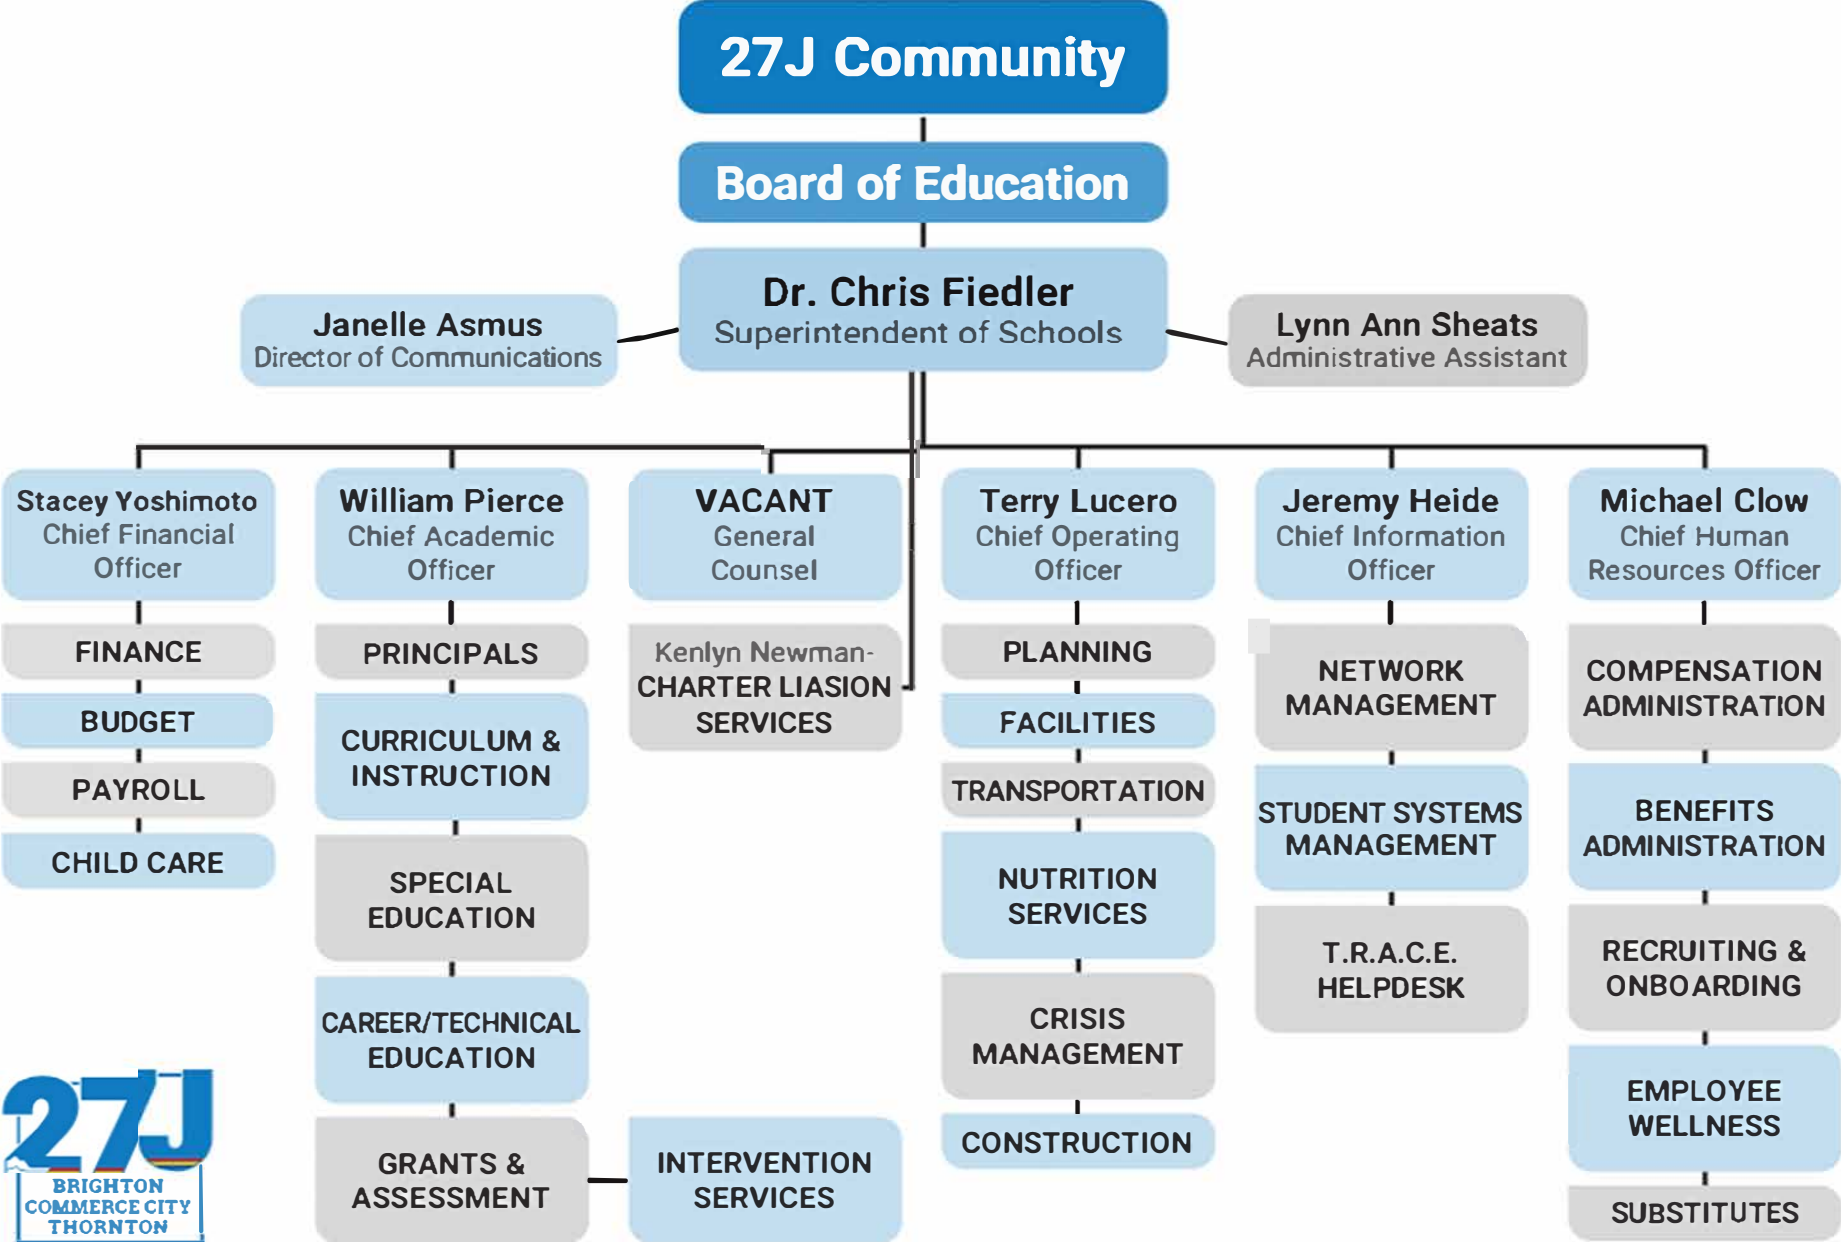 27J Community
Board of Education
Dr. Chris Fiedler
Superintendent of Schools
Janelle Asmus
Director of Communications
Lynn Ann Sheats
Administrative Assistant
Stacey Yoshimoto
Chief Financial
Officer
FINANCE
BUDGET
PAYROLL
CHILD CARE
William Pierce
Chief Academic
Officer
PRINCIPALS
CURRICULUM &
INSTRUCTION
SPECIAL
EDUCATION
CAREER/TECHNICAL
EDUCATION
GRANTS &
ASSESSMENT
INTERVENTION
SERVICES
VACANT
General
Counsel
Kenlyn Newman-
CHARTER LIASION
SERVICES
Terry Lucero
Chief Operating
Officer
PLANNING
FACILITIES
TRANSPORTATION
NUTRITION
SERVICES
CRISIS
MANAGEMENT
CONSTRUCTION
Jeremy Heide
Chief Information
Officer
NETWORK
MANAGEMENT
STUDENT SYSTEMS
MANAGEMENT
T.R.A.C.E.
HELPDESK
Michael Clow
Chief Human
Resources Officer
COMPENSATION
ADMINISTRATION
BENEFITS
ADMINISTRATION
RECRUITING &
ONBOARDING
EMPLOYEE
WELLNESS
SUBSTITUTES
27J
BRIGHTON
COMMERCE CITY
THORNTON